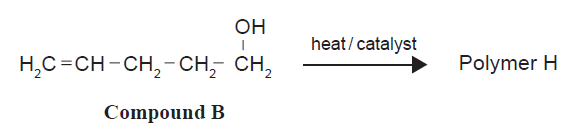 OH
heat / catalyst
H₂C=CH-CH₂-CH₂-CH₂ Polymer H
Compound B